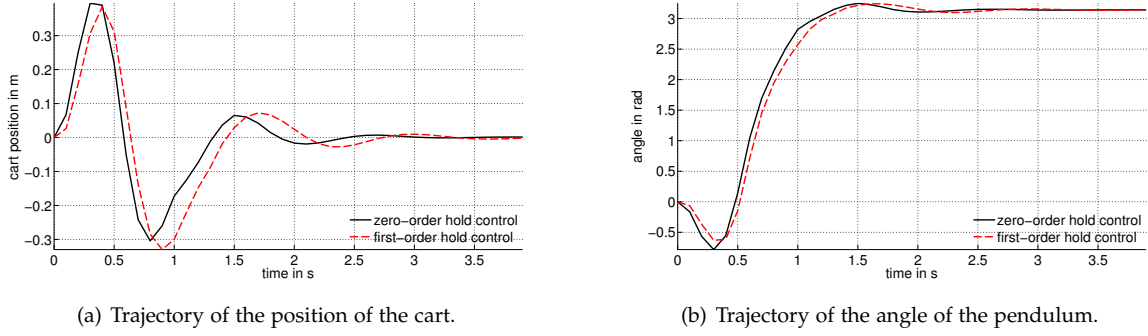 0.3
0.2
0.1
0
−0.1
−0.2
−0.3
cart position in m
0 0.5 1 1.5 2 2.5 3 3.5
time in s
zero-order hold control
first-order hold control
(a) Trajectory of the position of the cart.
3
2.5
2
1.5
1
0.5
0
−0.5
angle in rad
0 0.5 1 1.5 2 2.5 3 3.5
time in s
zero-order hold control
first-order hold control
(b) Trajectory of the angle of the pendulum.